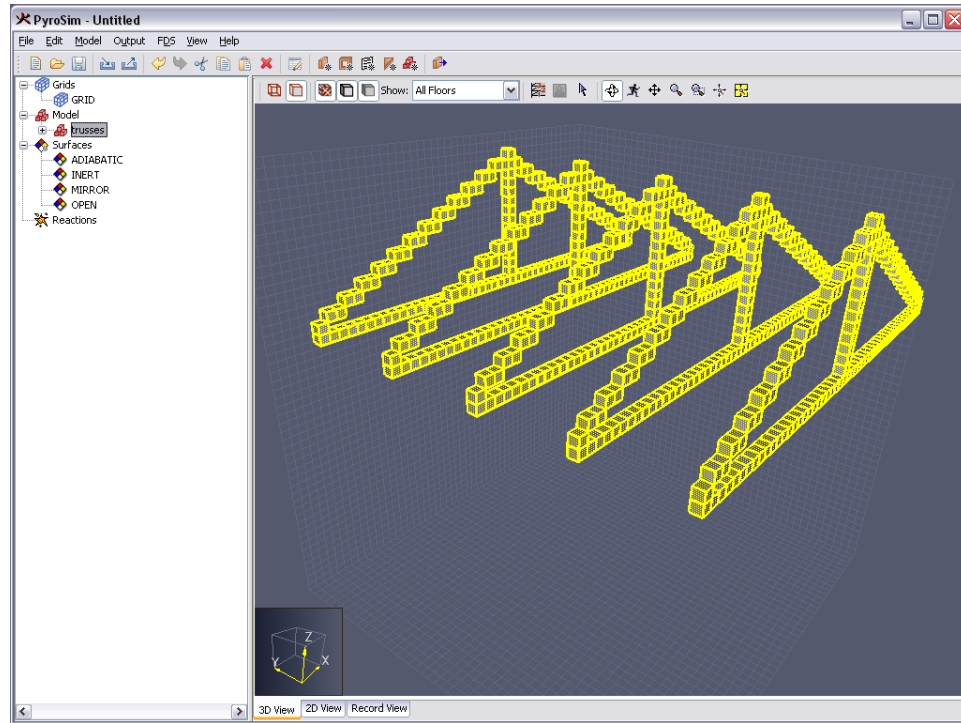 PyroSim - Untitled
File Edit Model Output FDS View Help
Show: All Floors
Grids
GRID
Model
trusses
Surfaces
ADIABATIC
INERT
MIRROR
OPEN
Reactions
Z
Y X
3D View 2D View Record View